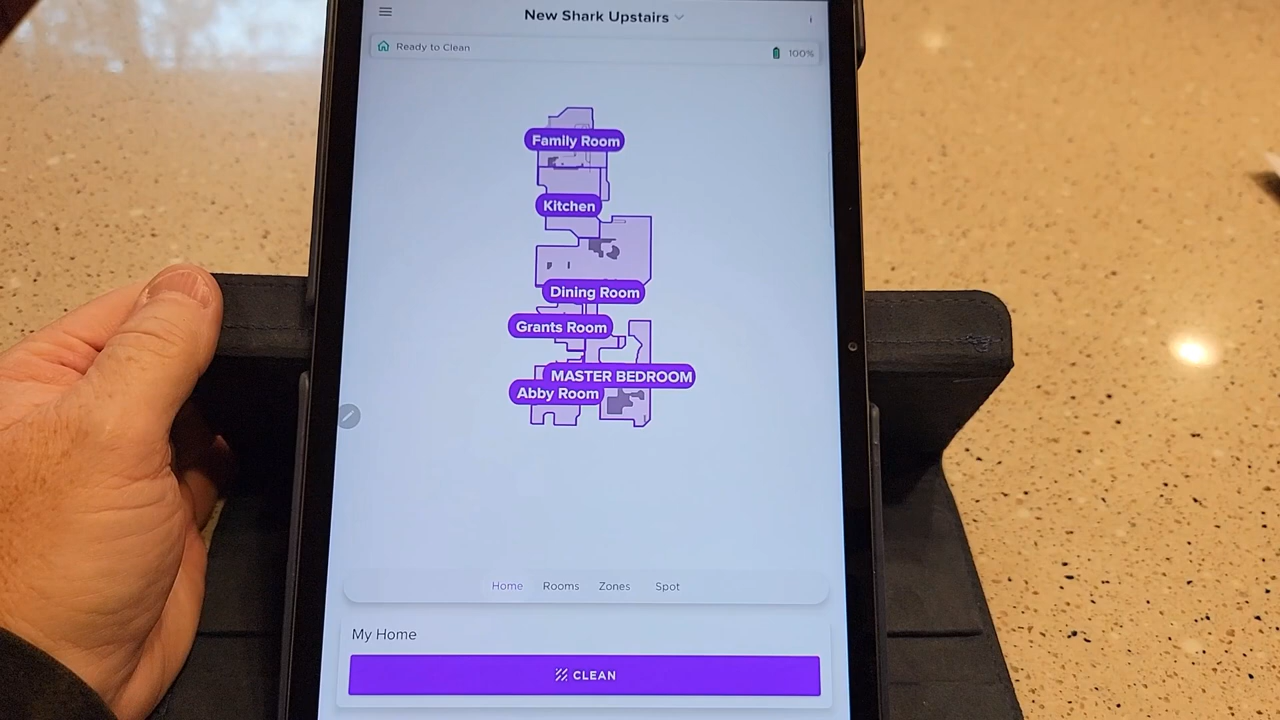 New Shark Upstairs
Ready to Clean
100%
Family Room
Kitchen
Dining Room
Grants Room
MASTER BEDROOM
Abby Room
Home Rooms Zones Spot
My Home
CLEAN